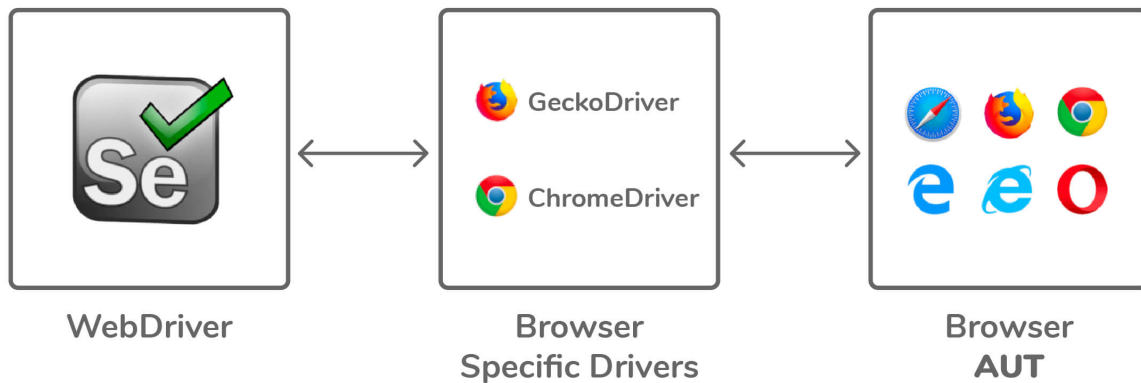 Se
GeckoDriver
ChromeDriver
WebDriver
Browser
Specific Drivers
Browser
AUT